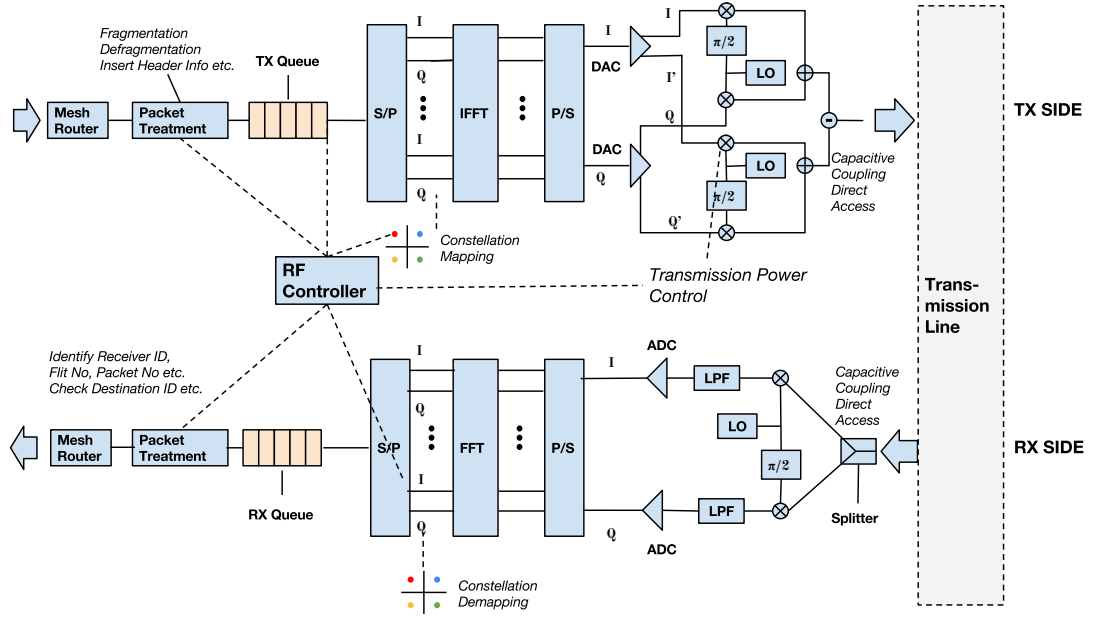 Fragmentation
Defragmentation
Insert Header Info etc.
TX Queue
Mesh
Router
Packet
Treatment
S/P
I
Q
I
Q
IFFT
P/S
I
DAC
DAC
Q
I
I’
Q
Q’
π/2
LO
LO
π/2
-
Capacitive
Coupling
Direct
Access
TX SIDE
Constellation
Mapping
RF
Controller
Transmission Power
Control
Trans-
mission
Line
Identify Receiver ID,
Flit No, Packet No etc.
Check Destination ID etc.
Mesh
Router
Packet
Treatment
RX Queue
S/P
I
Q
I
Q
FFT
P/S
I
Q
ADC
ADC
LPF
LPF
LO
π/2
Capacitive
Coupling
Direct
Access
Splitter
RX SIDE
Constellation
Demapping